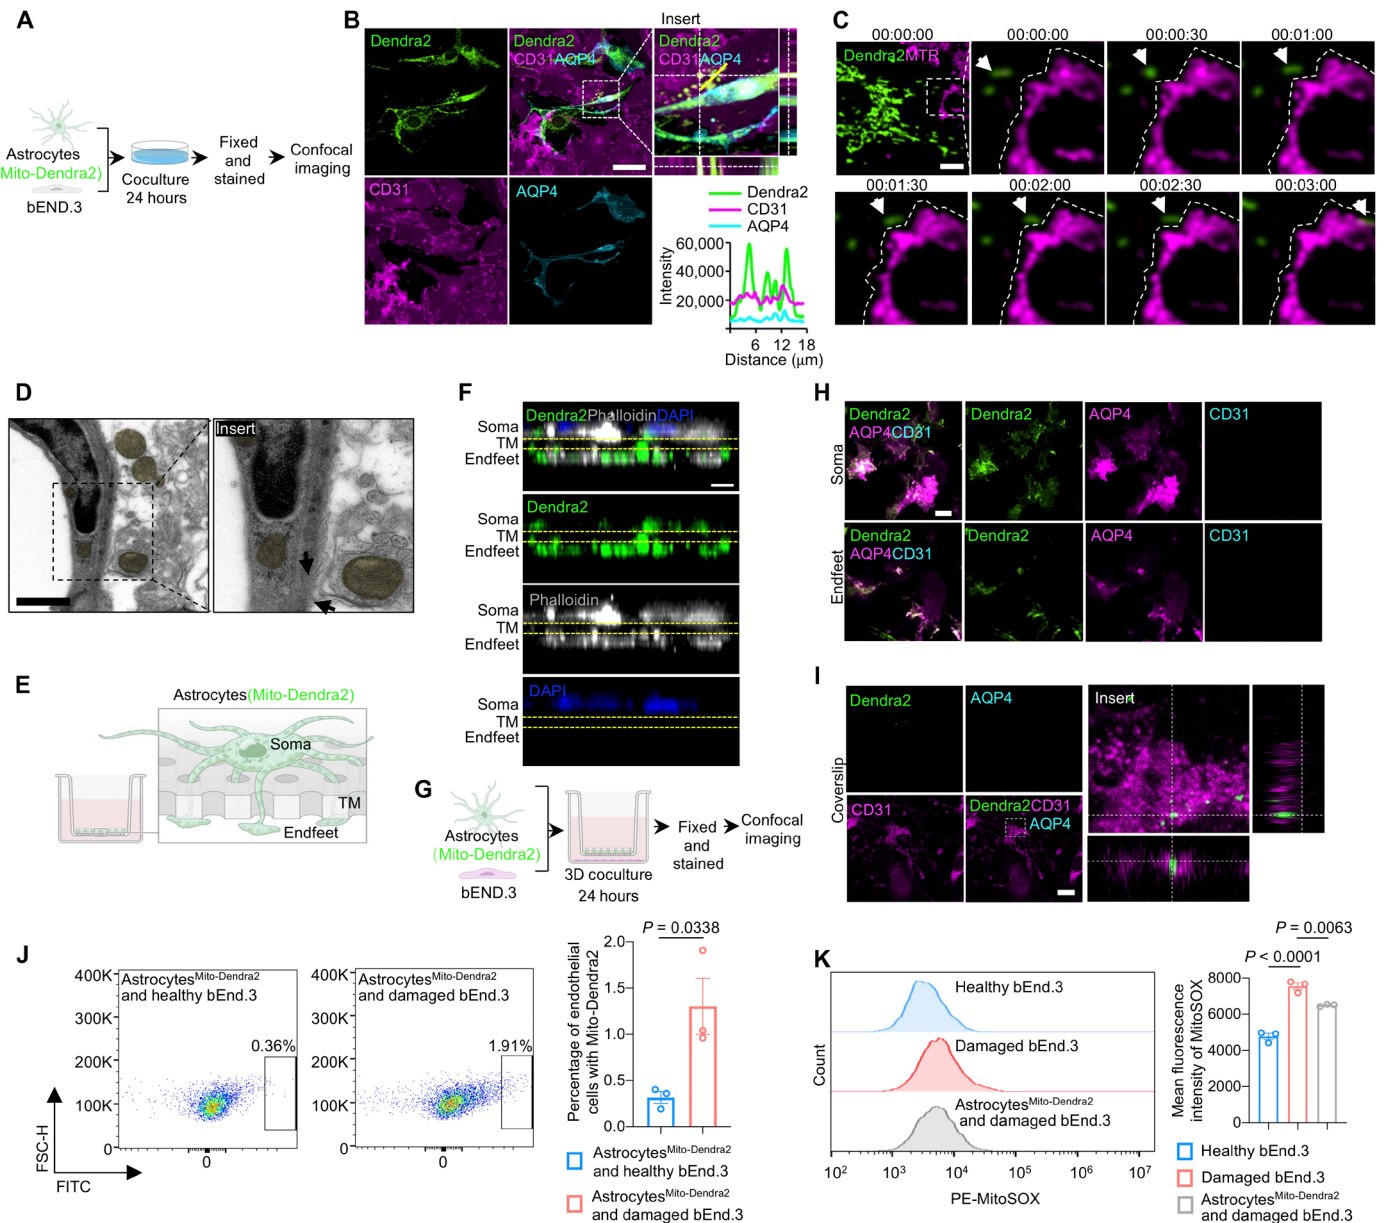 A
Astrocytes
(Mito-Dendra2)
bEND.3
Coculture
24 hours
Fixed
and
stained
Confocal
imaging
B
Insert
Dendra2
Dendra2
CD31AQP4
Dendra2
CD31AQP4
CD31
AQP4
Dendra2
CD31
AQP4
Intensity
60,000
40,000
20,000
6 12 18
Distance (μm)
C
00:00:00
00:00:30
00:01:00
Dendra2MTR
00:01:30
00:02:00
00:02:30
00:03:00
D
Insert
E
Astrocytes(Mito-Dendra2)
Soma
TM
Endfeet
F
Dendra2PhalloidinDAPI
Soma
TM
Endfeet
Dendra2
Soma
TM
Endfeet
Phalloidin
Soma
TM
Endfeet
DAPI
Soma
TM
Endfeet
G
Astrocytes
(Mito-Dendra2)
bEND.3
3D coculture
24 hours
Fixed
and
stained
Confocal
imaging
H
Soma
Dendra2
AQP4CD31
Dendra2
AQP4
CD31
Endfeet
Dendra2
AQP4CD31
Dendra2
AQP4
CD31
I
Coverslip
Dendra2
AQP4
CD31
Dendra2CD31
AQP4
Insert
J
400K
300K
200K
100K
0
Astrocytes^Mito-Dendra2
and healthy bEnd.3
0.36%
0
FSC-H
FITC
400K
300K
200K
100K
0
Astrocytes^Mito-Dendra2
and damaged bEnd.3
1.91%
0
P = 0.0338
Percentage of endothelial
cells with Mito-Dendra2
2.0
1.5
1.0
0.5
0.0
Astrocytes^Mito-Dendra2
and healthy bEnd.3
Astrocytes^Mito-Dendra2
and damaged bEnd.3
K
Count
Healthy bEnd.3
Damaged bEnd.3
Astrocytes^Mito-Dendra2
and damaged bEnd.3
10² 10³ 10⁴ 10⁵ 10⁶ 10⁷
PE-MitoSOX
P = 0.0063
P < 0.0001
Mean fluorescence
intensity of MitoSOX
8000
6000
4000
2000
0
Healthy bEnd.3
Damaged bEnd.3
Astrocytes^Mito-Dendra2
and damaged bEnd.3